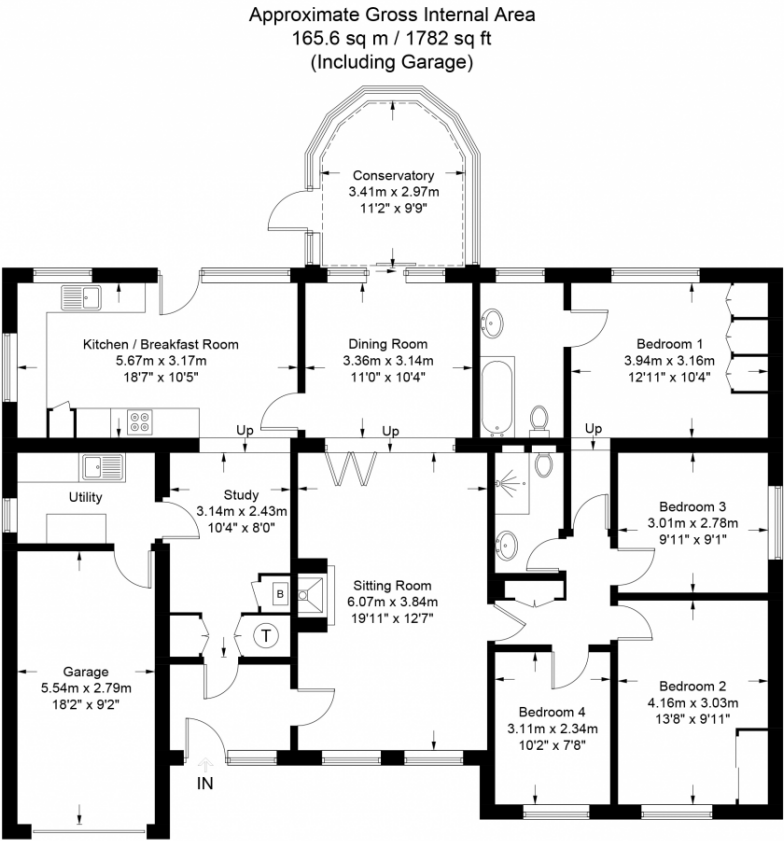 Approximate Gross Internal Area
165.6 sq m / 1782 sq ft
(Including Garage)
Conservatory
3.41m x 2.97m
11'2" x 9'9"
Kitchen / Breakfast Room
5.67m x 3.17m
18'7" x 10'5"
Dining Room
3.36m x 3.14m
11'0" x 10'4"
Bedroom 1
3.94m x 3.16m
12'11" x 10'4"
Up
Up
Up
Utility
Study
3.14m x 2.43m
10'4" x 8'0"
Bedroom 3
3.01m x 2.78m
9'11" x 9'1"
B
Sitting Room
6.07m x 3.84m
19'11" x 12'7"
T
Garage
5.54m x 2.79m
18'2" x 9'2"
Bedroom 4
3.11m x 2.34m
10'2" x 7'8"
Bedroom 2
4.16m x 3.03m
13'8" x 9'11"
IN